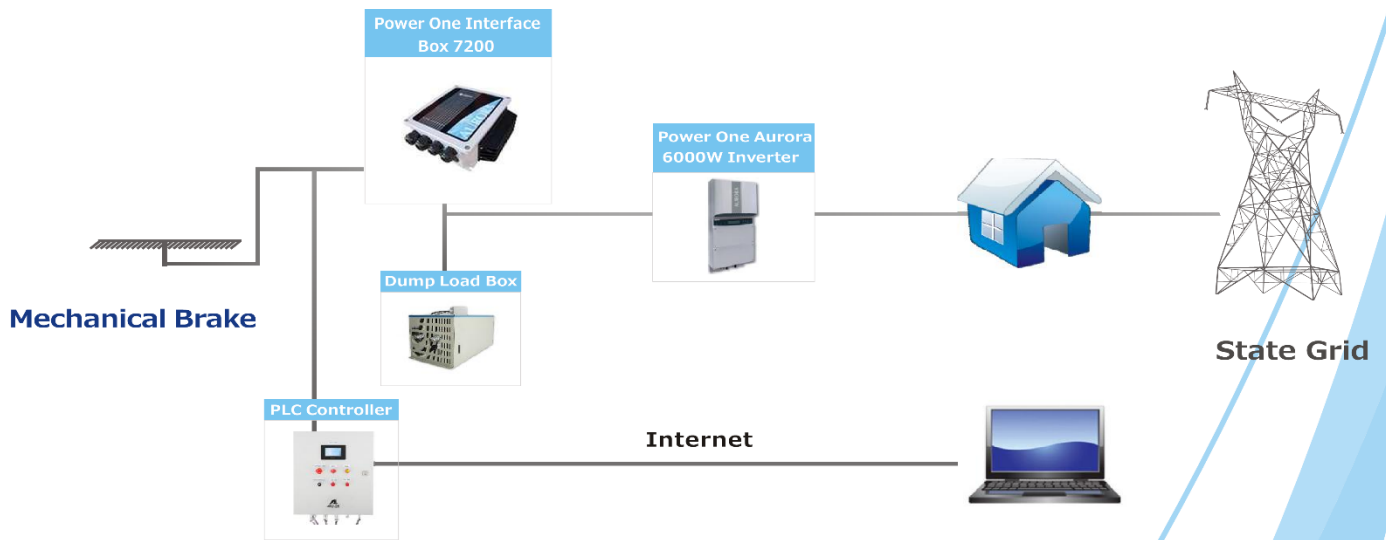 Power One Interface
Box 7200
Power One Aurora
6000W Inverter
Dump Load Box
Mechanical Brake
State Grid
PLC Controller
Internet